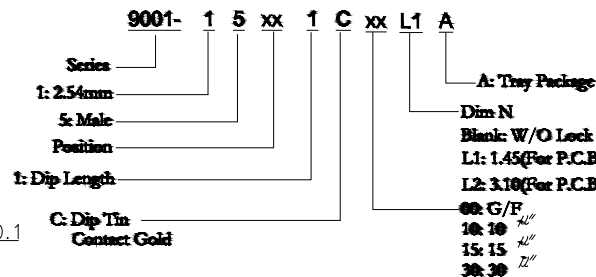 9001- 1 5 xx 1 C xx L1 A
Series
1: 2.54mm
5: Male
Position
1: Dip Length
C: Dip Tin
Contact Gold
0.1
A: Tray Package
Dim N
Blank: W/O Lock
L1: 1.45(For P.C.B
L2: 3.10(For P.C.B
00: G/F
10: 10 μ"
15: 15 μ"
30: 30 μ"